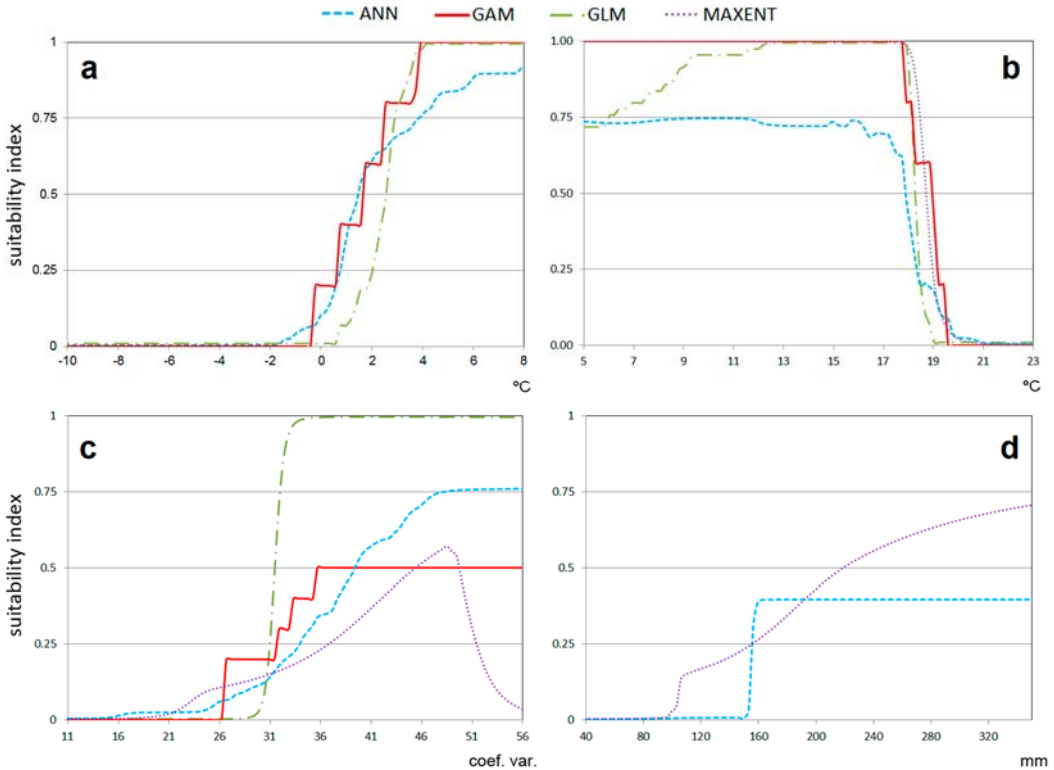 ANN GAM GLM MAXENT
a
suitability index
1
0.75
0.5
0.25
0
-10 -8 -6 -4 -2 0 2 4 6 8
°C
b
1.00
0.75
0.50
0.25
0.00
5 7 9 11 13 15 17 19 21 23
°C
c
suitability index
1
0.75
0.5
0.25
0
11 16 21 26 31 36 41 46 51 56
coef. var.
d
1
0.75
0.5
0.25
0
40 80 120 160 200 240 280 320
mm